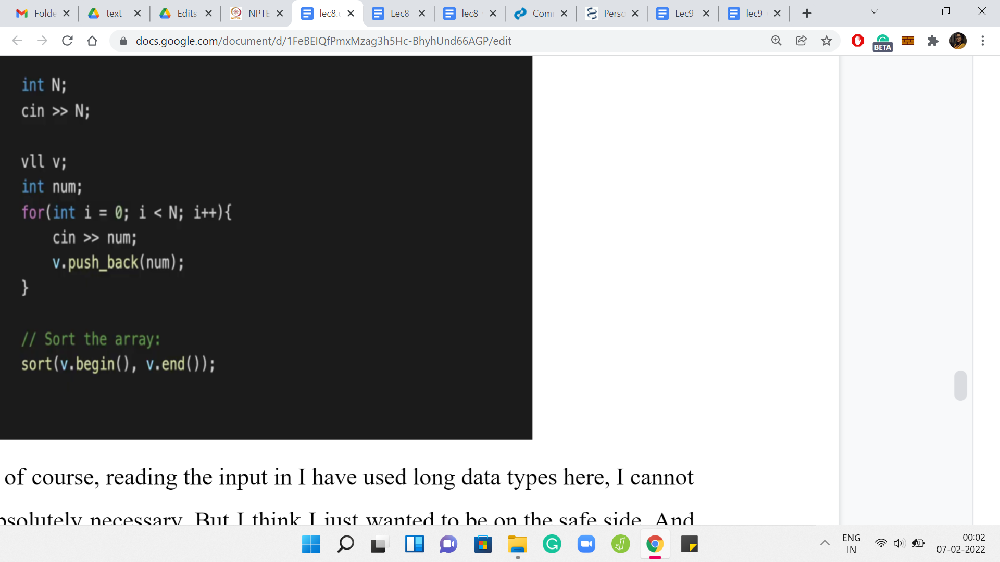 Folde
text -
Edits
NPTE
lec8.
Lec8-
lec8-
Com
Perso
Lec9-
lec9-
docs.google.com/document/d/1FeBEIQfPmxMzag3h5Hc-BhyhUnd66AGP/edit
BETA
int N;
cin >> N;
vll v;
int num;
for(int i = 0; i < N; i++){
cin >> num;
v.push_back(num);
}
// Sort the array:
sort(v.begin(), v.end());
of course, reading the input in I have used long data types here, I cannot
necessary. But I think I just wanted to be on the safe side. And
ENG
IN
00:02
07-02-2022